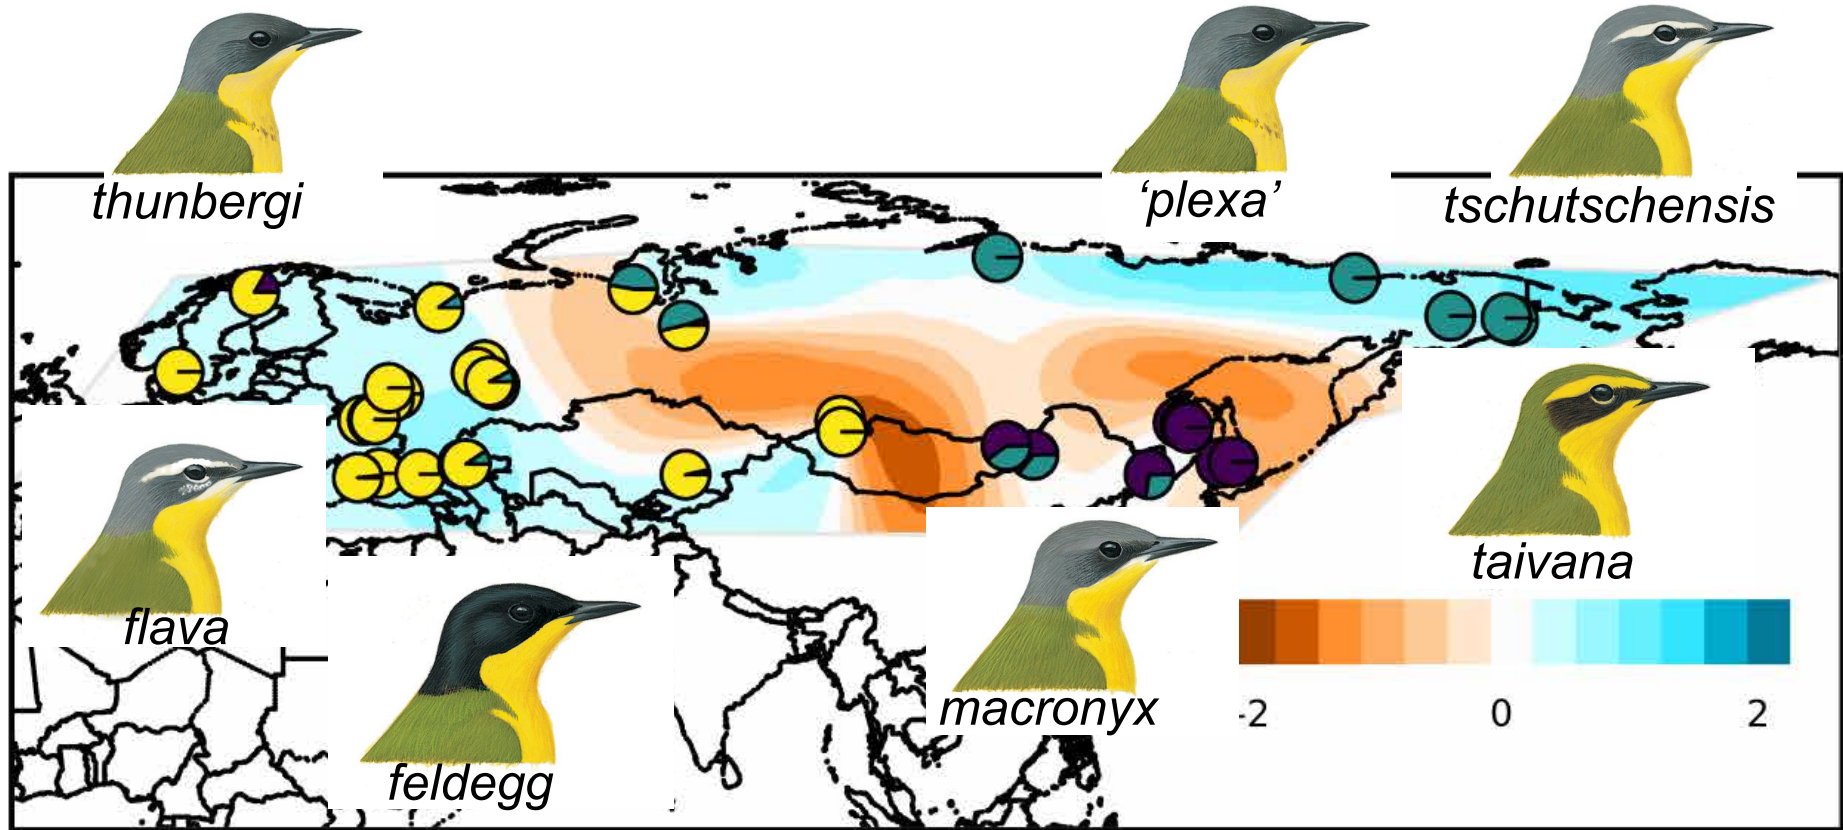 thunbergi
‘plexa’
tschutschensis
flava
feldegg
macronyx
taivana
-2 0 2